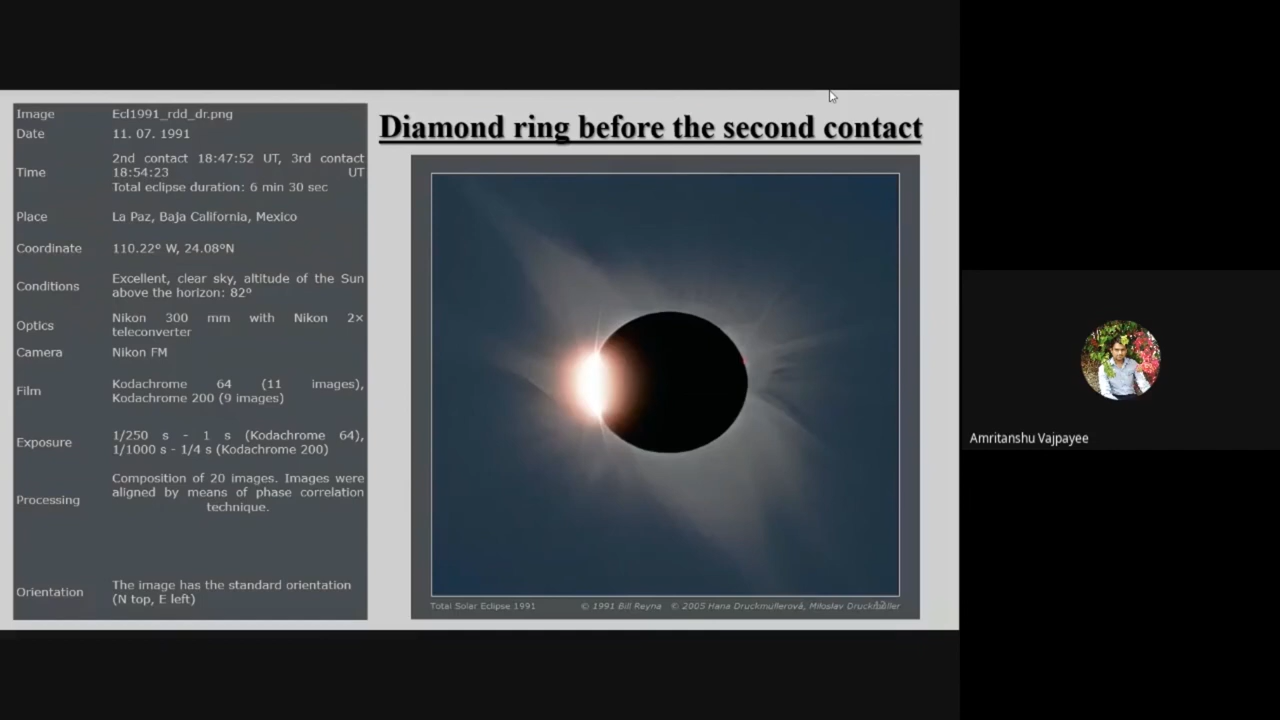 Diamond ring before the second contact
Image Ecl1991_rdd_dr.png
Date 11. 07. 1991
Time
2nd contact 18:47:52 UT, 3rd contact
18:54:23 UT
Total eclipse duration: 6 min 30 sec
Place La Paz, Baja California, Mexico
Coordinate 110.22º W, 24.08ºN
Conditions
Excellent, clear sky, altitude of the Sun
above the horizon: 82º
Optics
Nikon 300 mm with Nikon 2×
teleconverter
Camera Nikon FM
Film
Kodachrome 64 (11 images),
Kodachrome 200 (9 images)
Exposure
1/250 s - 1 s (Kodachrome 64),
1/1000 s - 1/4 s (Kodachrome 200)
Processing
Composition of 20 images. Images were
aligned by means of phase correlation
technique.
Orientation
The image has the standard orientation
(N top, E left)
Total Solar Eclipse 1991 © 1991 Bill Reyna © 2005 Hana Druckmüllerová, Miloslav Druckmüller
Amritanshu Vajpayee